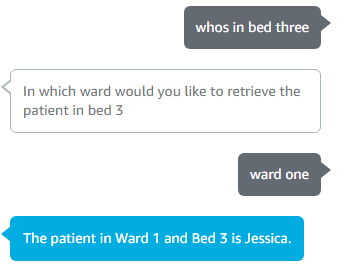 whos in bed three
In which ward would you like to retrieve the
patient in bed 3
ward one
The patient in Ward 1 and Bed 3 is Jessica.